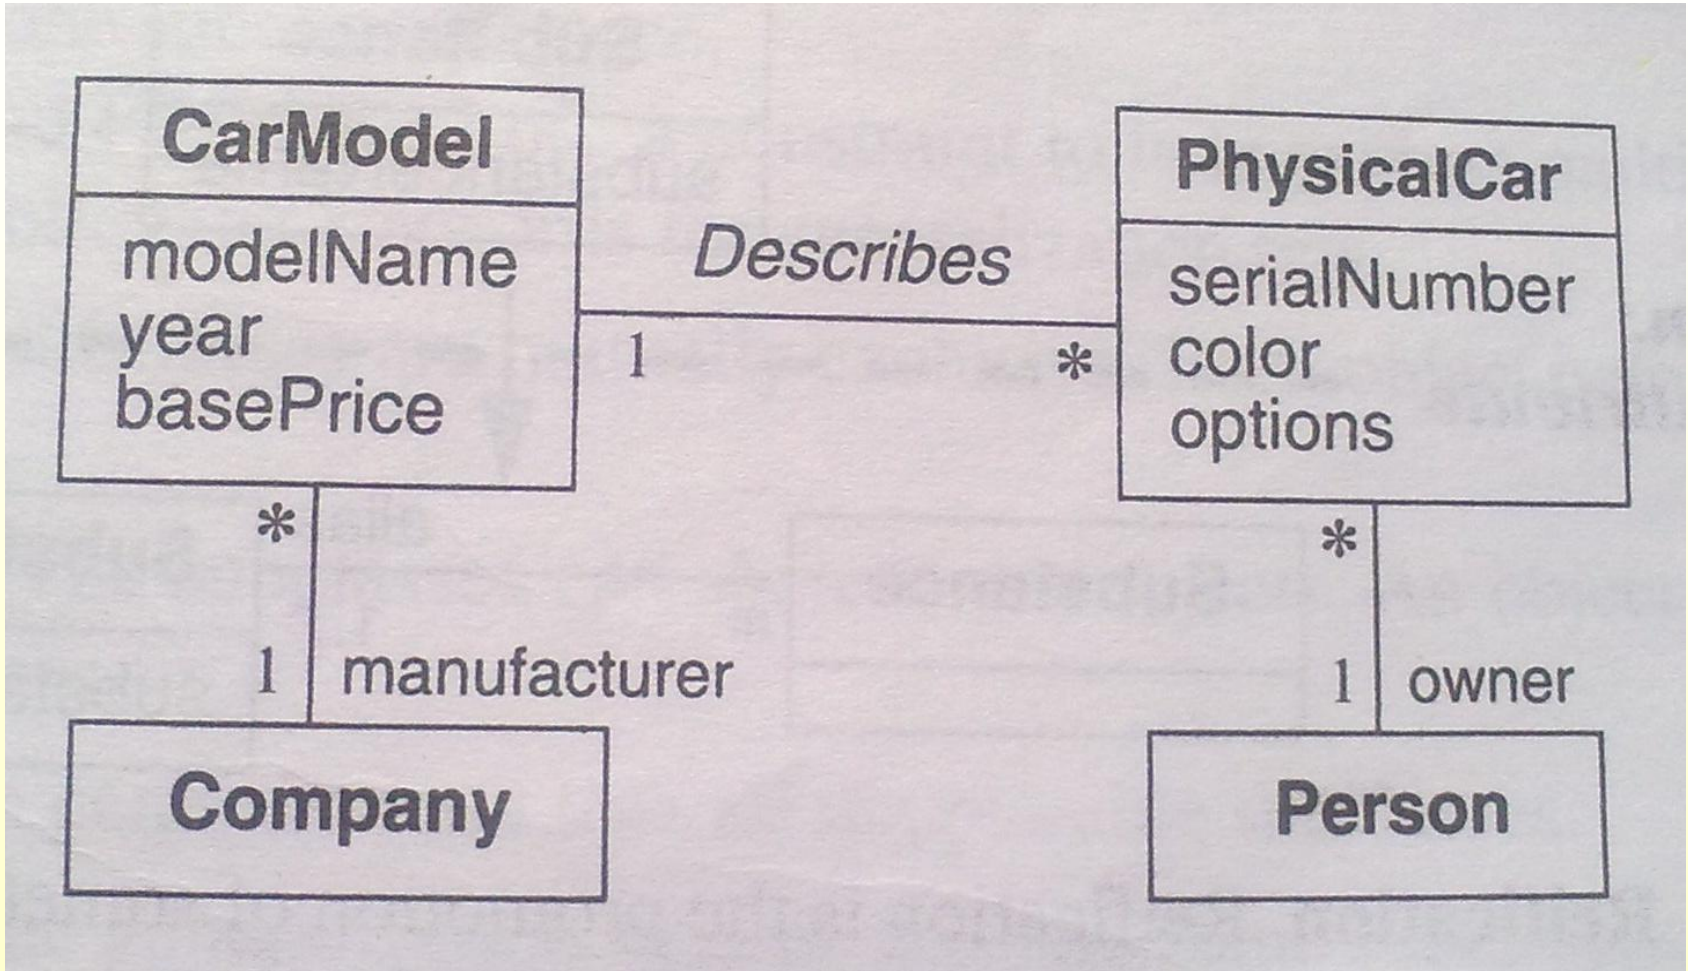 CarModel
modelName
year
basePrice
Describes
1
*
PhysicalCar
serialNumber
color
options
*
1
manufacturer
Company
*
1
owner
Person